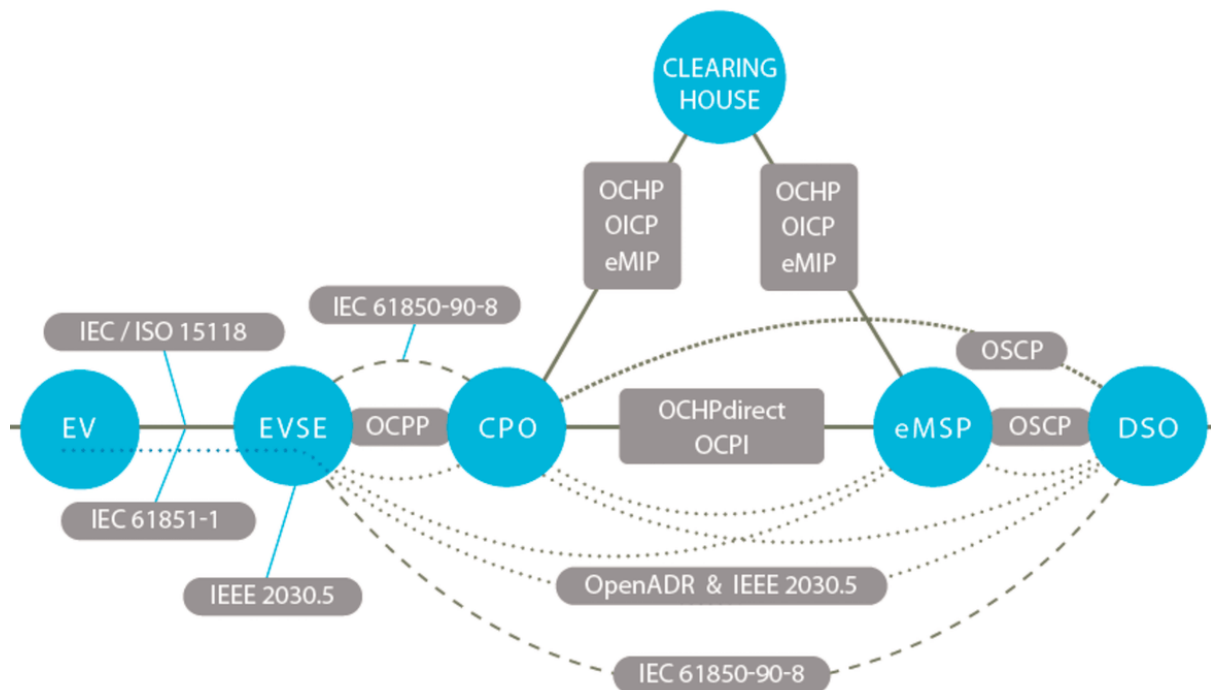 CLEARING
HOUSE
OCHP
OICP
eMIP
OCHP
OICP
eMIP
IEC 61850-90-8
IEC / ISO 15118
OSCP
EV
EVSE
OCPP
CPO
OCHPdirect
OCPI
eMSP
OSCP
DSO
IEC 61851-1
IEEE 2030.5
OpenADR & IEEE 2030.5
IEC 61850-90-8